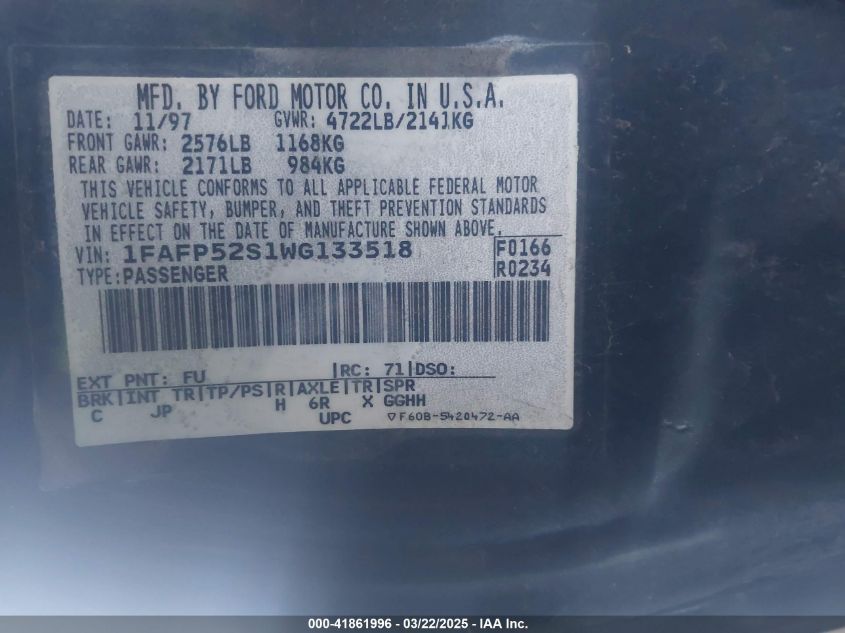 MFD. BY FORD MOTOR CO. IN U.S.A.
DATE: 11/97 GVWR: 4722LB/2141KG
FRONT GAWR: 2576LB 1168KG
REAR GAWR: 2171LB 984KG
THIS VEHICLE CONFORMS TO ALL APPLICABLE FEDERAL MOTOR
VEHICLE SAFETY, BUMPER, AND THEFT PREVENTION STANDARDS
IN EFFECT ON THE DATE OF MANUFACTURE SHOWN ABOVE.
VIN: 1FAFP52S1WG133518 F0166
TYPE: PASSENGER R0234
EXT PNT: FU |RC: 71|DSO:
BRK|INT TR|TP/PS|R|AXLE|TR|SPR
C JP H 6R X GGHH
UPC ▽F60B-5420472-AA
000-41861996 - 03/22/2025 - IAA Inc.